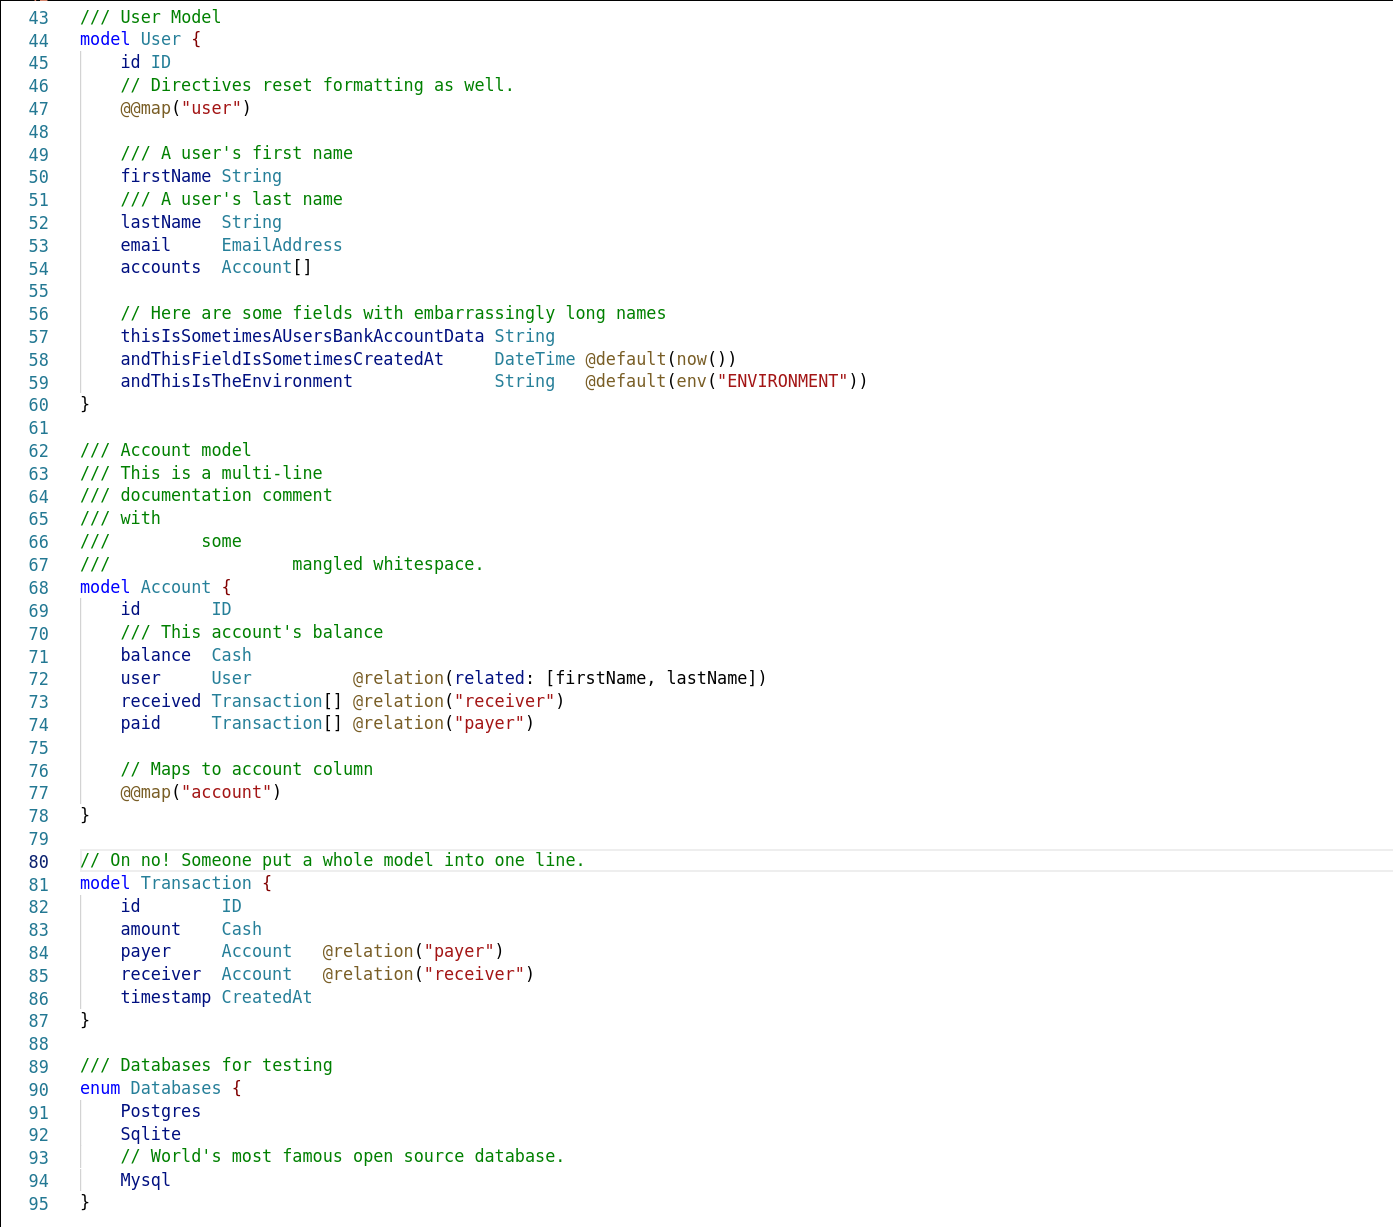 43 /// User Model
44 model User {
45     id ID
46     // Directives reset formatting as well.
47     @@map("user")
48
49     /// A user's first name
50     firstName String
51     /// A user's last name
52     lastName  String
53     email     EmailAddress
54     accounts  Account[]
55
56     // Here are some fields with embarrassingly long names
57     thisIsSometimesAUsersBankAccountData String
58     andThisFieldIsSometimesCreatedAt     DateTime @default(now())
59     andThisIsTheEnvironment              String   @default(env("ENVIRONMENT"))
60 }
61
62 /// Account model
63 /// This is a multi-line
64 /// documentation comment
65 /// with
66 ///         some
67 ///                  mangled whitespace.
68 model Account {
69     id       ID
70     /// This account's balance
71     balance  Cash
72     user     User          @relation(related: [firstName, lastName])
73     received Transaction[] @relation("receiver")
74     paid     Transaction[] @relation("payer")
75
76     // Maps to account column
77     @@map("account")
78 }
79
80 // On no! Someone put a whole model into one line.
81 model Transaction {
82     id        ID
83     amount    Cash
84     payer     Account   @relation("payer")
85     receiver  Account   @relation("receiver")
86     timestamp CreatedAt
87 }
88
89 /// Databases for testing
90 enum Databases {
91     Postgres
92     Sqlite
93     // World's most famous open source database.
94     Mysql
95 }